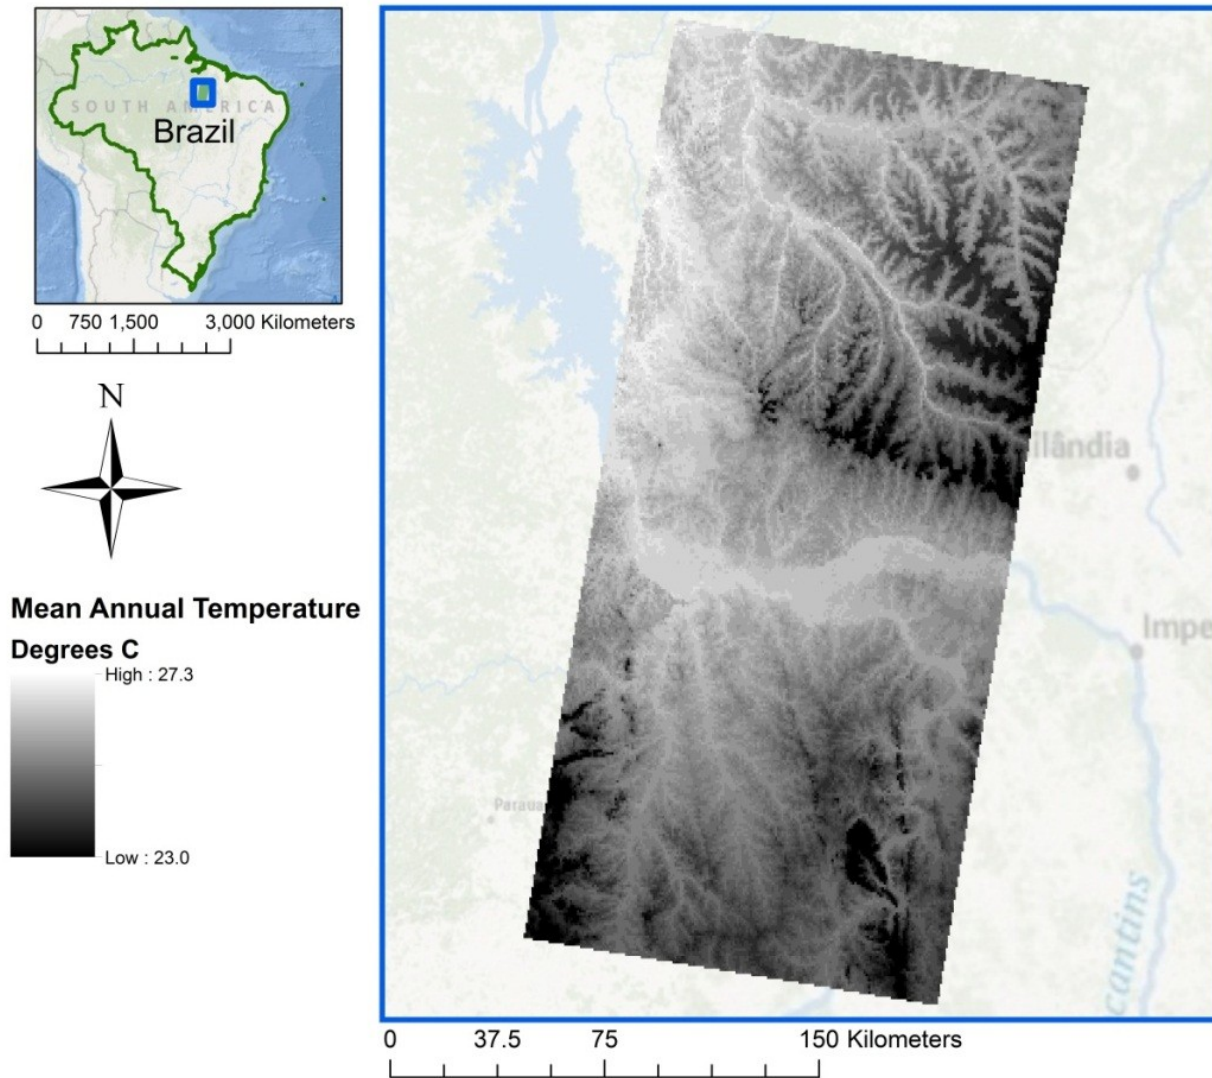 SOUTH AMERICA
Brazil
0 750 1,500 3,000 Kilometers
N
Mean Annual Temperature
Degrees C
High : 27.3
Low : 23.0
ilândia
Impe
Paraua
cantins
0 37.5 75 150 Kilometers